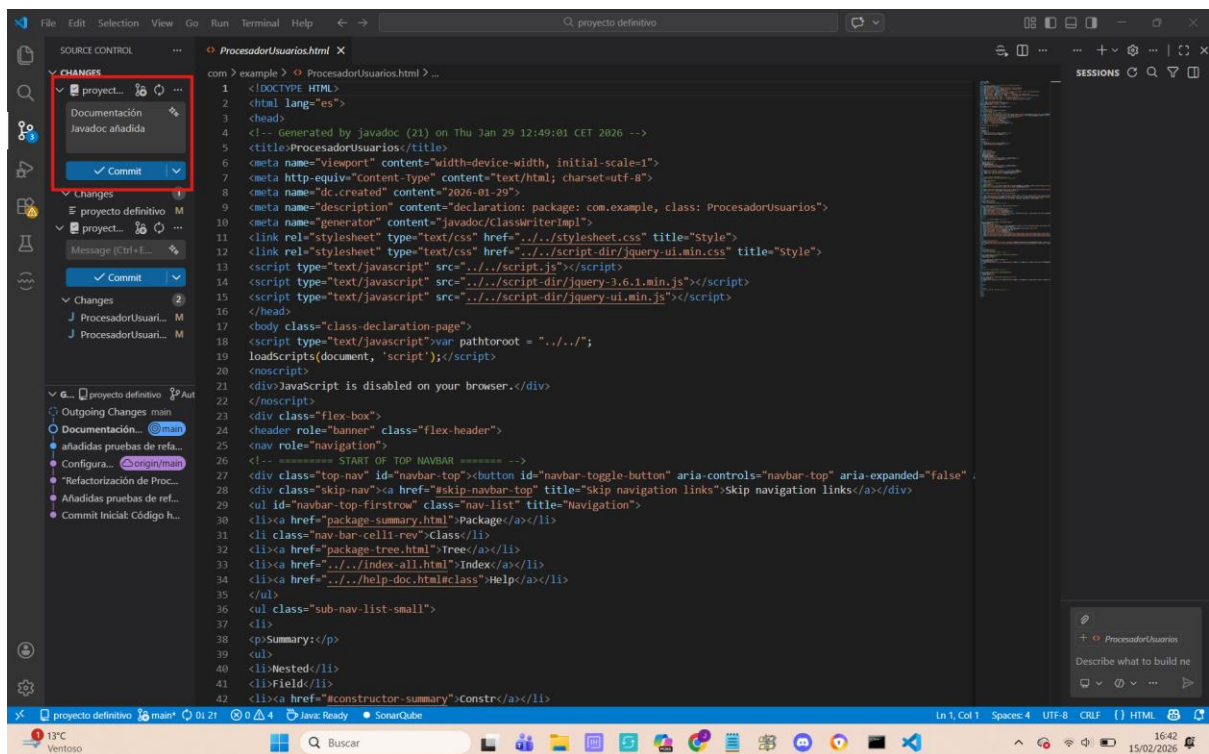 File Edit Selection View Go Run Terminal Help
proyecto definitivo
SOURCE CONTROL
CHANGES
proyect...
Documentación
Javadoc añadida
Commit
Changes 1
proyecto definitivo M
proyect...
Message (Ctrl+E...
Commit
Changes 2
ProcesadorUsuari... M
ProcesadorUsuari... M
G... proyecto definitivo Aut
Outgoing Changes main
Documentación... main
añadidas pruebas de refa...
Configura... origin/main
"Refactorización de Proc...
Añadidas pruebas de ref...
Commit Inicial: Código h...
ProcesadorUsuarios.html
com > example > ProcesadorUsuarios.html > ...
1 <!DOCTYPE HTML>
2 <html lang="es">
3 <head>
4 <!-- Generated by javadoc (21) on Thu Jan 29 12:49:01 CET 2026 -->
5 <title>ProcesadorUsuarios</title>
6 <meta name="viewport" content="width=device-width, initial-scale=1">
7 <meta http-equiv="Content-Type" content="text/html; charset=utf-8">
8 <meta name="dc.created" content="2026-01-29">
9 <meta name="description" content="declaration: package: com.example, class: ProcesadorUsuarios">
10 <meta name="generator" content="javadoc/ClassWriterImpl">
11 <link rel="stylesheet" type="text/css" href="../../stylesheet.css" title="Style">
12 <link rel="stylesheet" type="text/css" href="../../script-dir/jquery-ui.min.css" title="Style">
13 <script type="text/javascript" src="../../script.js"></script>
14 <script type="text/javascript" src="../../script-dir/jquery-3.6.1.min.js"></script>
15 <script type="text/javascript" src="../../script-dir/jquery-ui.min.js"></script>
16 </head>
17 <body class="class-declaration-page">
18 <script type="text/javascript">var pathtoroot = "../../";
19 loadScripts(document, 'script');</script>
20 <noscript>
21 <div>JavaScript is disabled on your browser.</div>
22 </noscript>
23 <div class="flex-box">
24 <header role="banner" class="flex-header">
25 <nav role="navigation">
26 <!-- ========= START OF TOP NAVBAR ======= -->
27 <div class="top-nav" id="navbar-top"><button id="navbar-toggle-button" aria-controls="navbar-top" aria-expanded="false"
28 <div class="skip-nav"><a href="#skip-navbar-top" title="Skip navigation links">Skip navigation links</a></div>
29 <ul id="navbar-top-firstrow" class="nav-list" title="Navigation">
30 <li><a href="package-summary.html">Package</a></li>
31 <li class="nav-bar-cell1-rev">Class</li>
32 <li><a href="package-tree.html">Tree</a></li>
33 <li><a href="../../index-all.html">Index</a></li>
34 <li><a href="../../help-doc.html#class">Help</a></li>
35 </ul>
36 <ul class="sub-nav-list-small">
37 <li>
38 <p>Summary:</p>
39 <ul>
40 <li>Nested</li>
41 <li>Field</li>
42 <li><a href="#constructor-summary">Constr</a></li>
SESSIONS
ProcesadorUsuarios
Describe what to build ne
proyecto definitivo main* 0↓ 2↑ 0 4 Java: Ready SonarQube
Ln 1, Col 1 Spaces: 4 UTF-8 CRLF {} HTML
13°C
Ventoso
Buscar
16:42
15/02/2026